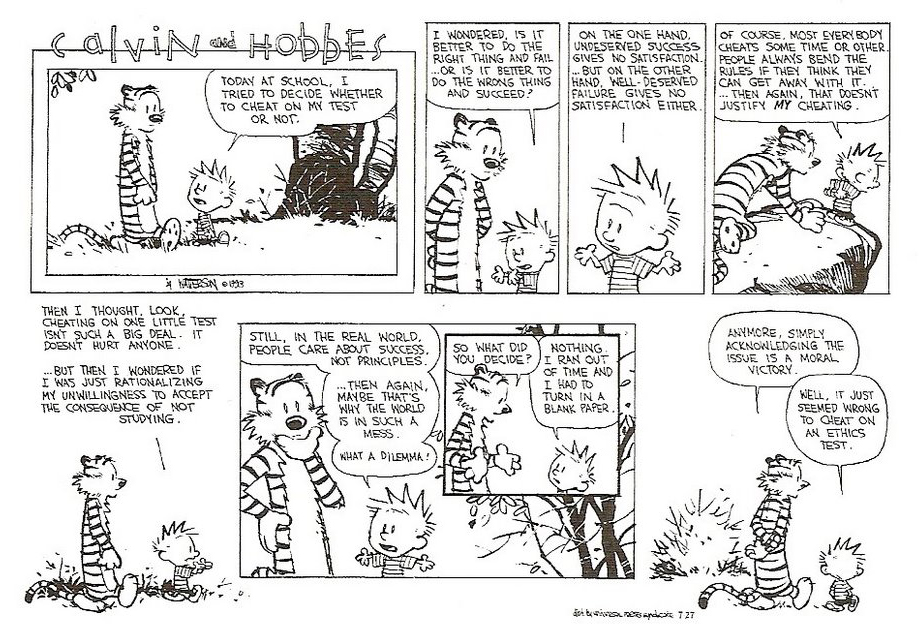 Calvin and Hobbes
TODAY AT SCHOOL, I
TRIED TO DECIDE WHETHER
TO CHEAT ON MY TEST
OR NOT.
by WATTERSON © 1993
I WONDERED, IS IT
BETTER TO DO THE
RIGHT THING AND FAIL
...OR IS IT BETTER TO
DO THE WRONG THING
AND SUCCEED?
ON THE ONE HAND,
UNDESERVED SUCCESS
GIVES NO SATISFACTION.
...BUT ON THE OTHER
HAND, WELL-DESERVED
FAILURE GIVES NO
SATISFACTION EITHER.
OF COURSE, MOST EVERYBODY
CHEATS SOME TIME OR OTHER.
PEOPLE ALWAYS BEND THE
RULES IF THEY THINK THEY
CAN GET AWAY WITH IT.
...THEN AGAIN, THAT DOESN'T
JUSTIFY MY CHEATING.
THEN I THOUGHT, LOOK,
CHEATING ON ONE LITTLE TEST
ISN'T SUCH A BIG DEAL. IT
DOESN'T HURT ANYONE.
...BUT THEN I WONDERED IF
I WAS JUST RATIONALIZING
MY UNWILLINGNESS TO ACCEPT
THE CONSEQUENCE OF NOT
STUDYING.
STILL, IN THE REAL WORLD,
PEOPLE CARE ABOUT SUCCESS,
NOT PRINCIPLES.
...THEN AGAIN,
MAYBE THAT'S
WHY THE WORLD
IS IN SUCH A
MESS.
WHAT A DILEMMA!
SO WHAT DID
YOU DECIDE?
NOTHING.
I RAN OUT
OF TIME AND
I HAD TO
TURN IN A
BLANK PAPER.
ANYMORE, SIMPLY
ACKNOWLEDGING THE
ISSUE IS A MORAL
VICTORY.
WELL, IT JUST
SEEMED WRONG
TO CHEAT ON
AN ETHICS
TEST.
7-27